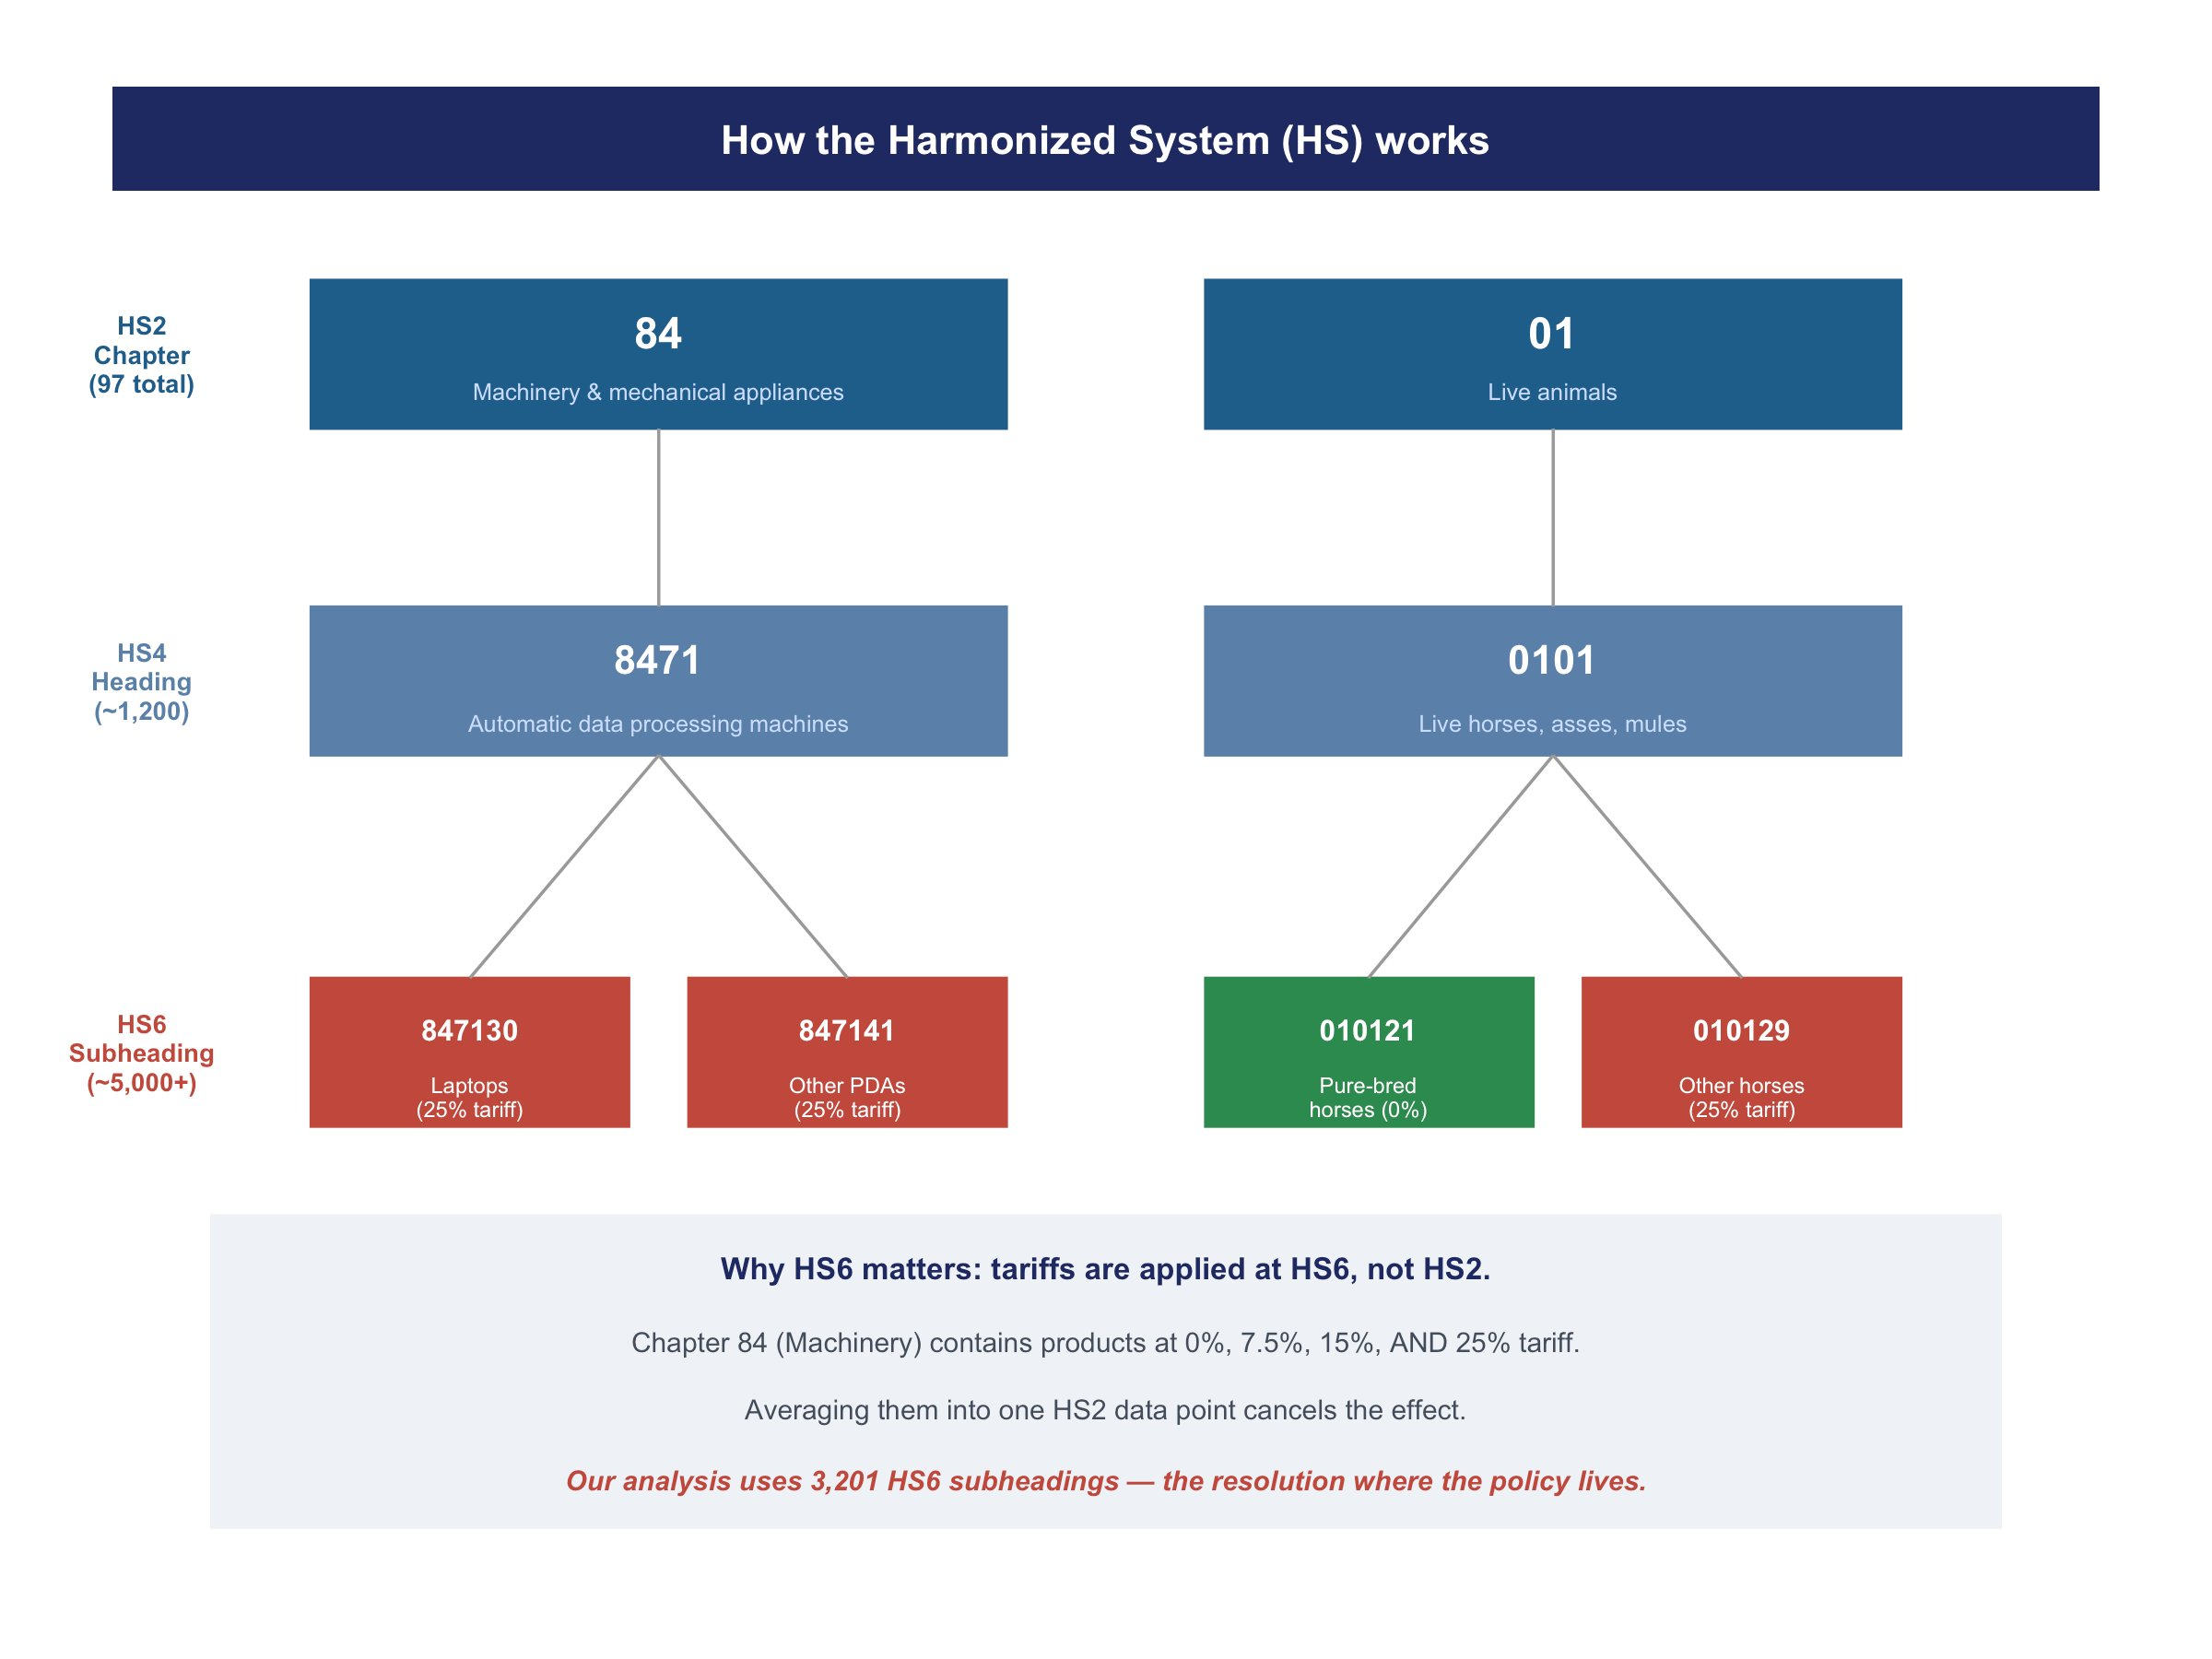 How the Harmonized System (HS) works
HS2
Chapter
(97 total)
84
Machinery & mechanical appliances
01
Live animals
HS4
Heading
(~1,200)
8471
Automatic data processing machines
0101
Live horses, asses, mules
HS6
Subheading
(~5,000+)
847130
Laptops
(25% tariff)
847141
Other PDAs
(25% tariff)
010121
Pure-bred
horses (0%)
010129
Other horses
(25% tariff)
Why HS6 matters: tariffs are applied at HS6, not HS2.
Chapter 84 (Machinery) contains products at 0%, 7.5%, 15%, AND 25% tariff.
Averaging them into one HS2 data point cancels the effect.
Our analysis uses 3,201 HS6 subheadings — the resolution where the policy lives.